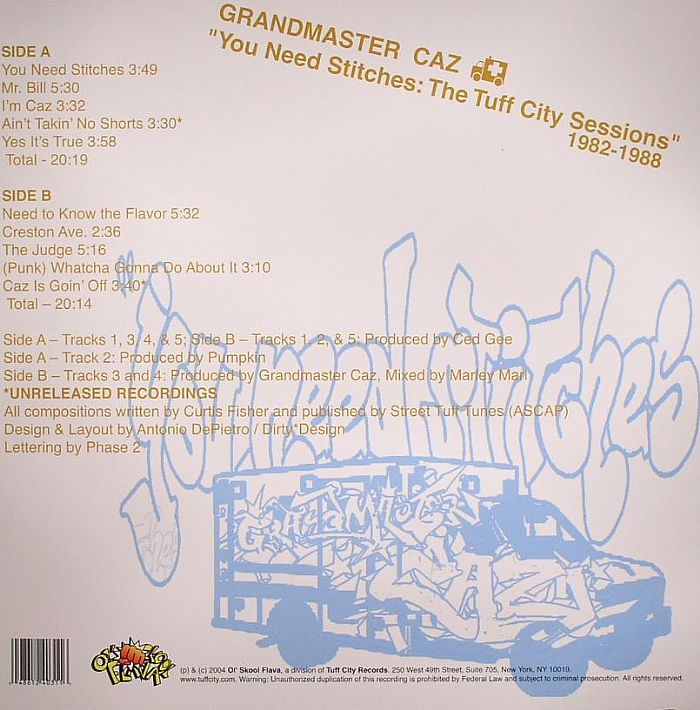 GRANDMASTER CAZ
"You Need Stitches: The Tuff City Sessions"
1982-1988
SIDE A
You Need Stitches 3:49
Mr. Bill 5:30
I'm Caz 3:32
Ain't Takin' No Shorts 3:30*
Yes It's True 3:58
Total - 20:19
SIDE B
Need to Know the Flavor 5:32
Creston Ave. 2:36
The Judge 5:16
(Punk) Whatcha Gonna Do About It 3:10
Caz Is Goin' Off 3:40*
Total – 20:14
Side A – Tracks 1, 3, 4, & 5; Side B – Tracks 1, 2, & 5: Produced by Ced Gee
Side A – Track 2: Produced by Pumpkin
Side B – Tracks 3 and 4: Produced by Grandmaster Caz, Mixed by Marley Marl
*UNRELEASED RECORDINGS
All compositions written by Curtis Fisher and published by Street Tuff Tunes (ASCAP)
Design & Layout by Antonio DePietro / Dirty*Design
Lettering by Phase 2
"You need stitches
GRANDMASTER
CAZ
OL' SKOOL
FLAVA
(p) & (c) 2004 Ol' Skool Flava, a division of Tuff City Records. 250 West 49th Street, Suite 705, New York, NY 10019.
www.tuffcity.com. Warning: Unauthorized duplication of this recording is prohibited by Federal Law and subject to criminal prosecution. All rights reserved.